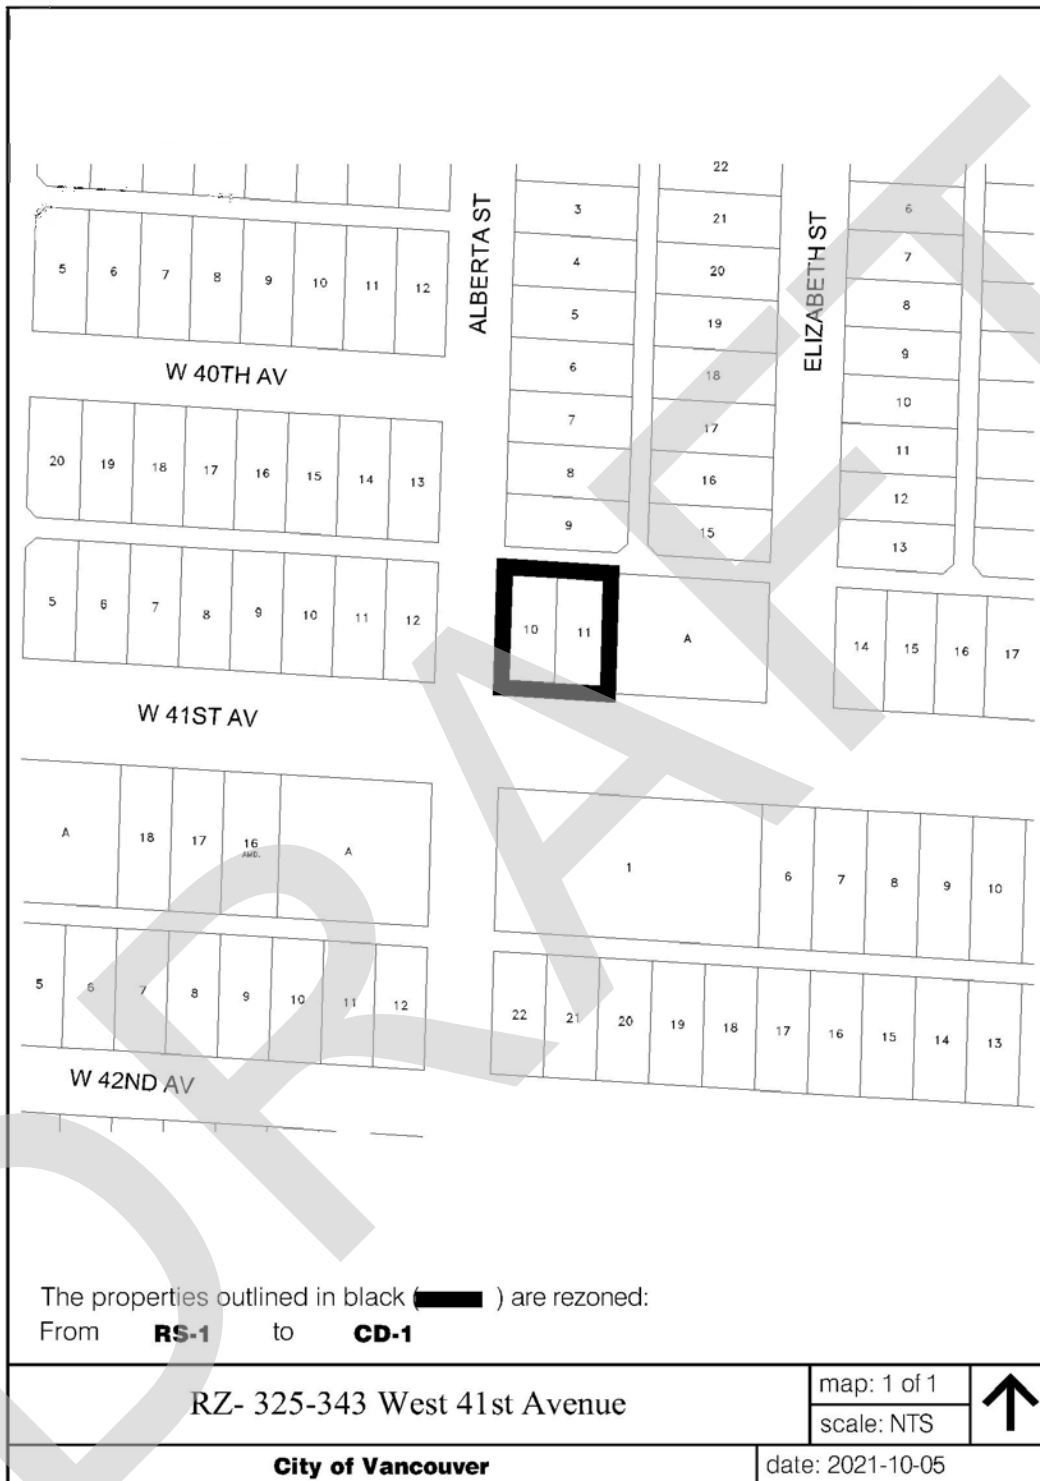 22
3
21
6
4
20
7
5
19
8
5 6 7 8 9 10 11 12
ALBERTA ST
ELIZABETH ST
6
18
9
W 40TH AV
7
17
10
8
16
11
20 19 18 17 16 15 14 13
9
15
12
13
5 6 7 8 9 10 11 12
10 11 A
14 15 16 17
W 41ST AV
A 18 17 16 A
AMD.
1 6 7 8 9 10
5 6 7 8 9 10 11 12
22 21 20 19 18 17 16 15 14 13
W 42ND AV
DRAFT
The properties outlined in black ( ) are rezoned:
From RS-1 to CD-1
RZ- 325-343 West 41st Avenue
map: 1 of 1
scale: NTS
City of Vancouver
date: 2021-10-05